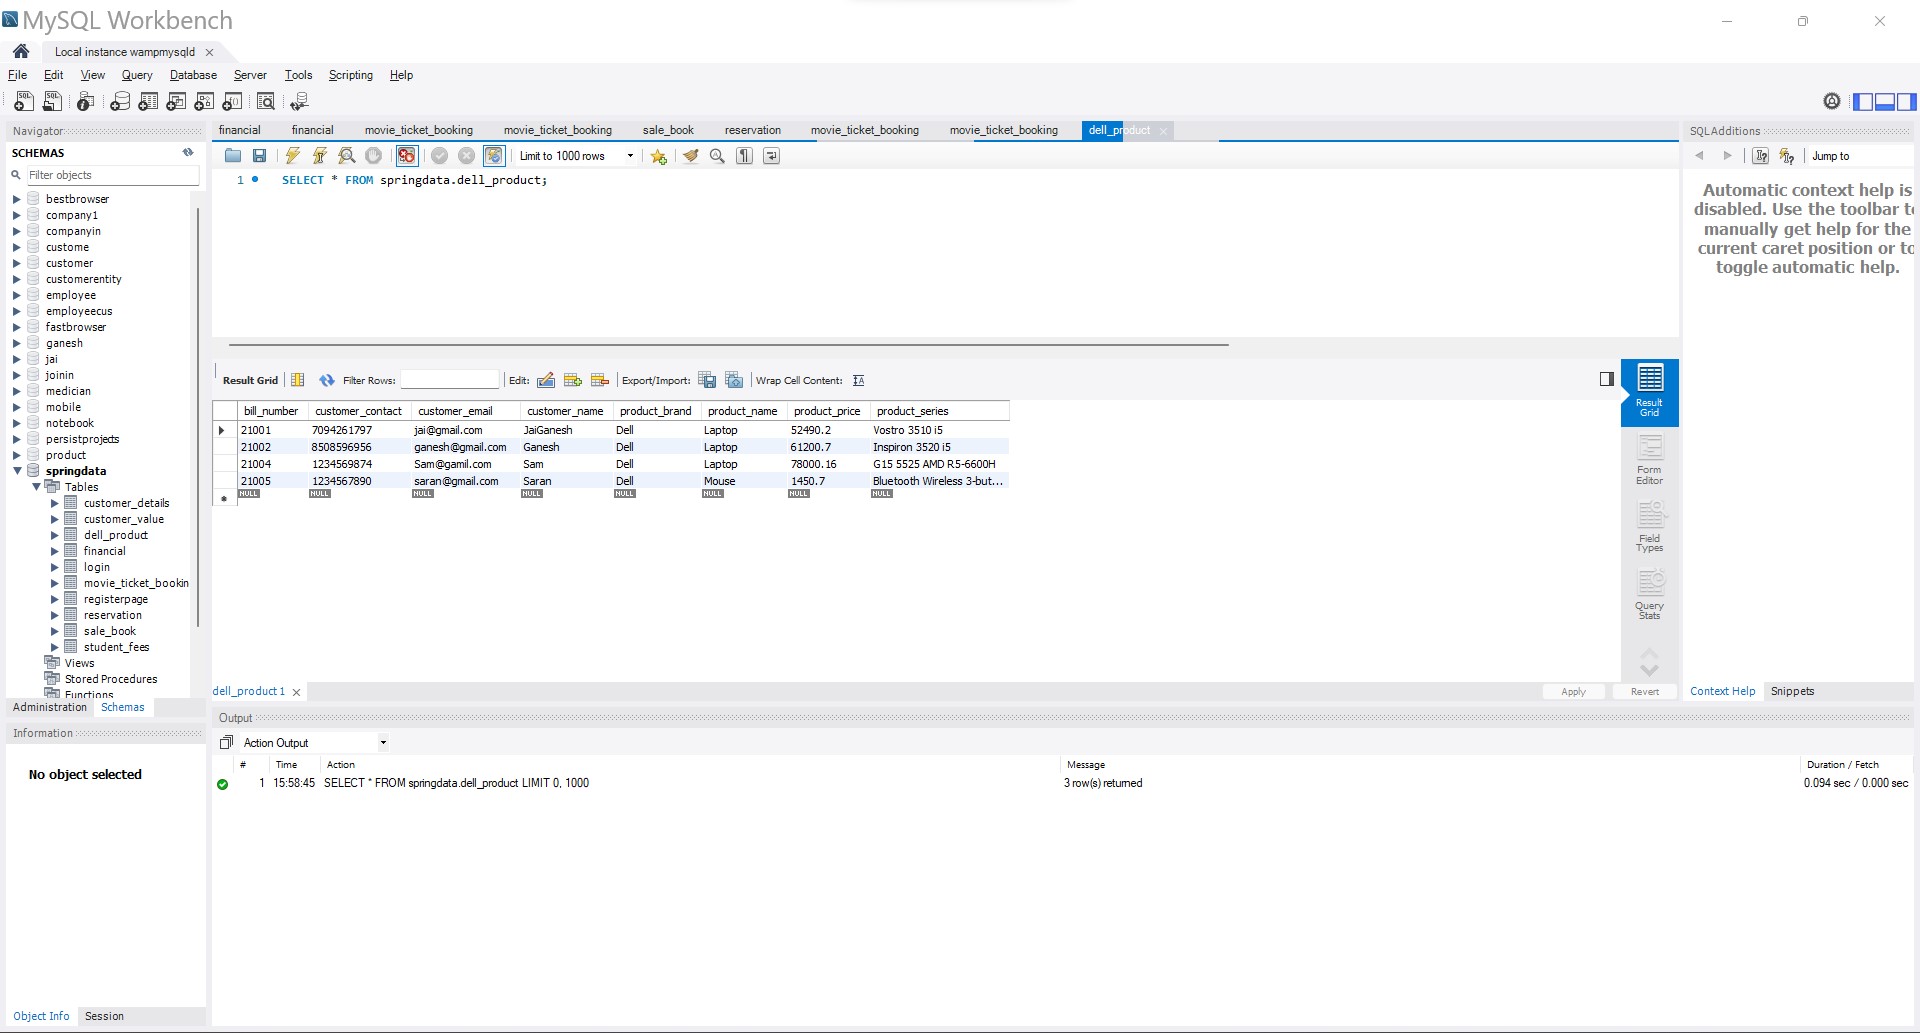 MySQL Workbench
Local instance wampmysqld
File Edit View Query Database Server Tools Scripting Help
Navigator
SCHEMAS
Filter objects
bestbrowser
company1
companyin
custome
customer
customerentity
employee
employeecus
fastbrowser
ganesh
jai
joinin
medician
mobile
notebook
persistprojects
product
springdata
Tables
customer_details
customer_value
dell_product
financial
login
movie_ticket_bookin
registerpage
reservation
sale_book
student_fees
Views
Stored Procedures
Functions
Administration Schemas
Information
No object selected
Object Info Session
financial financial movie_ticket_booking movie_ticket_booking sale_book reservation movie_ticket_booking movie_ticket_booking dell_product
Limit to 1000 rows
1 SELECT * FROM springdata.dell_product;
Result Grid Filter Rows: Edit: Export/Import: Wrap Cell Content:
bill_number customer_contact customer_email customer_name product_brand product_name product_price product_series
21001 7094261797 jai@gmail.com JaiGanesh Dell Laptop 52490.2 Vostro 3510 i5
21002 8508596956 ganesh@gmail.com Ganesh Dell Laptop 61200.7 Inspiron 3520 i5
21004 1234569874 Sam@gamil.com Sam Dell Laptop 78000.16 G15 5525 AMD R5-6600H
21005 1234567890 saran@gmail.com Saran Dell Mouse 1450.7 Bluetooth Wireless 3-but...
NULL NULL NULL NULL NULL NULL NULL NULL
Result
Grid
Form
Editor
Field
Types
Query
Stats
dell_product 1
Apply Revert
SQLAdditions
Jump to
Automatic context help is
disabled. Use the toolbar t
manually get help for the
current caret position or to
toggle automatic help.
Context Help Snippets
Output
Action Output
# Time Action Message Duration / Fetch
1 15:58:45 SELECT * FROM springdata.dell_product LIMIT 0, 1000 3 row(s) returned 0.094 sec / 0.000 sec